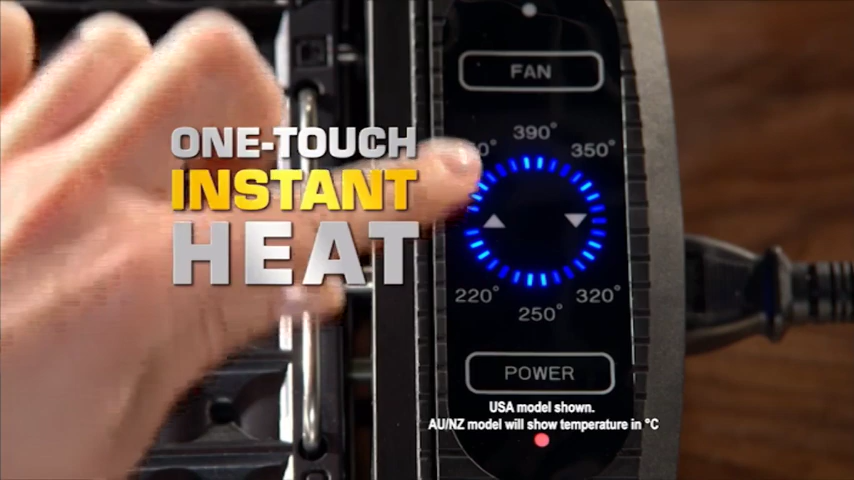 FAN
390°
350°
ONE-TOUCH
INSTANT
HEAT
220°
320°
250°
POWER
USA model shown.
AU/NZ model will show temperature in °C